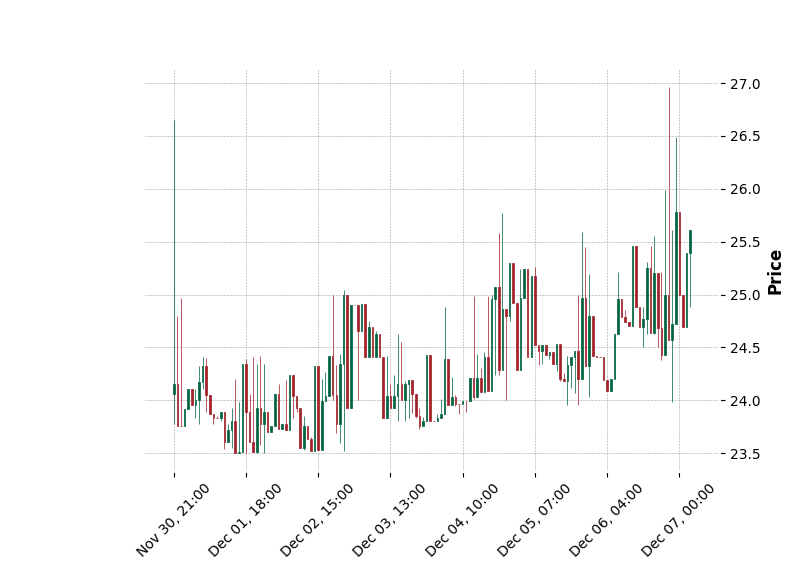 27.0
26.5
26.0
25.5
25.0
24.5
24.0
23.5
Price
Nov 30, 21:00
Dec 01, 18:00
Dec 02, 15:00
Dec 03, 13:00
Dec 04, 10:00
Dec 05, 07:00
Dec 06, 04:00
Dec 07, 00:00